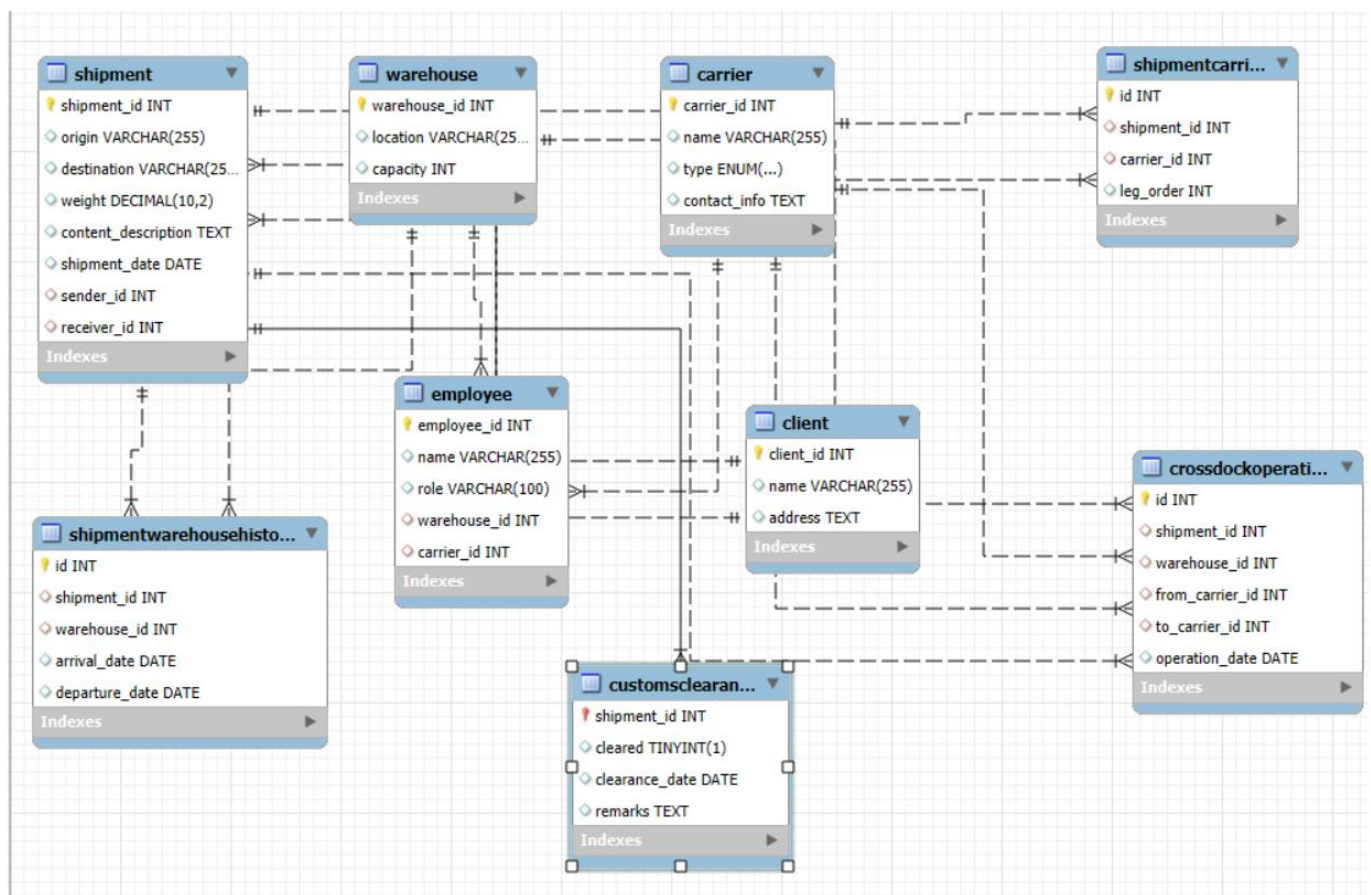 shipment
shipment_id INT
origin VARCHAR(255)
destination VARCHAR(25...
weight DECIMAL(10,2)
content_description TEXT
shipment_date DATE
sender_id INT
receiver_id INT
Indexes
warehouse
warehouse_id INT
location VARCHAR(25...
capacity INT
Indexes
carrier
carrier_id INT
name VARCHAR(255)
type ENUM(...)
contact_info TEXT
Indexes
shipmentcarri...
id INT
shipment_id INT
carrier_id INT
leg_order INT
Indexes
employee
employee_id INT
name VARCHAR(255)
role VARCHAR(100)
warehouse_id INT
carrier_id INT
Indexes
client
client_id INT
name VARCHAR(255)
address TEXT
Indexes
crossdockoperati...
id INT
shipment_id INT
warehouse_id INT
from_carrier_id INT
to_carrier_id INT
operation_date DATE
Indexes
shipmentwarehousehisto...
id INT
shipment_id INT
warehouse_id INT
arrival_date DATE
departure_date DATE
Indexes
customsclearan...
shipment_id INT
cleared TINYINT(1)
clearance_date DATE
remarks TEXT
Indexes